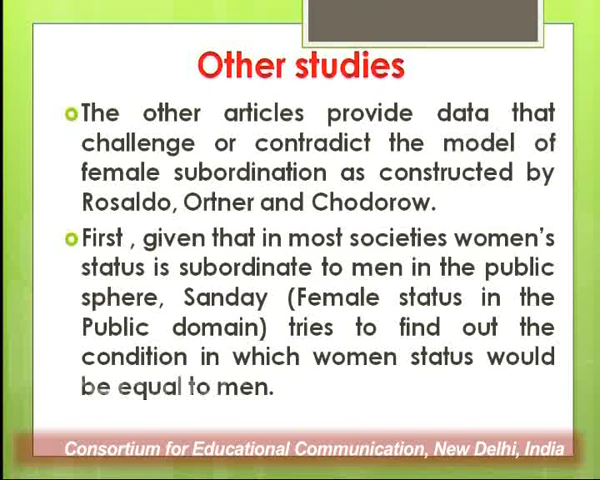 Other studies
The other articles provide data that
challenge or contradict the model of
female subordination as constructed by
Rosaldo, Ortner and Chodorow.
First , given that in most societies women's
status is subordinate to men in the public
sphere, Sanday (Female status in the
Public domain) tries to find out the
condition in which women status would
be equal to men.
Consortium for Educational Communication, New Delhi, India